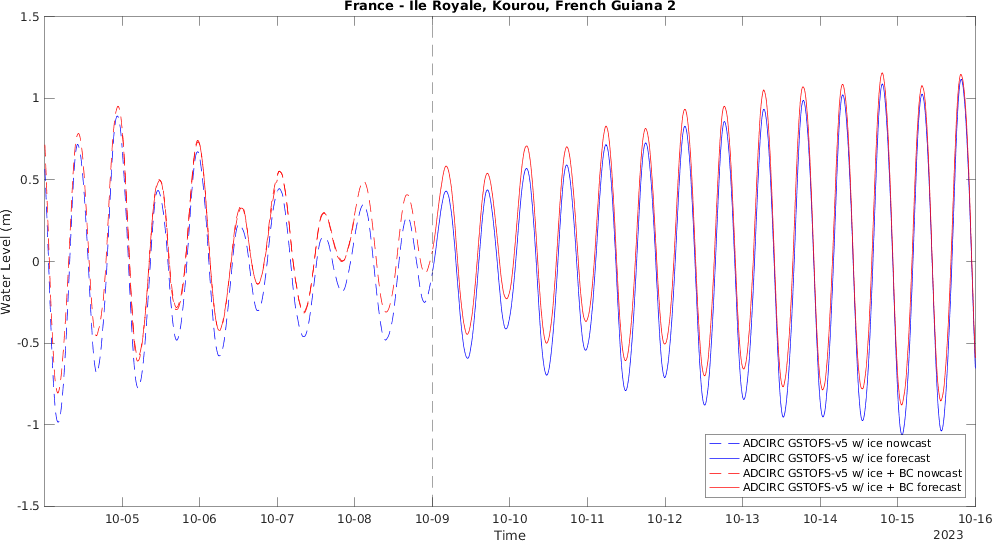 France - Ile Royale, Kourou, French Guiana 2
1.5
1
0.5
0
-0.5
-1
-1.5
Water Level (m)
10-05 10-06 10-07 10-08 10-09 10-10 10-11 10-12 10-13 10-14 10-15 10-16
Time
2023
ADCIRC GSTOFS-v5 w/ ice nowcast
ADCIRC GSTOFS-v5 w/ ice forecast
ADCIRC GSTOFS-v5 w/ ice + BC nowcast
ADCIRC GSTOFS-v5 w/ ice + BC forecast